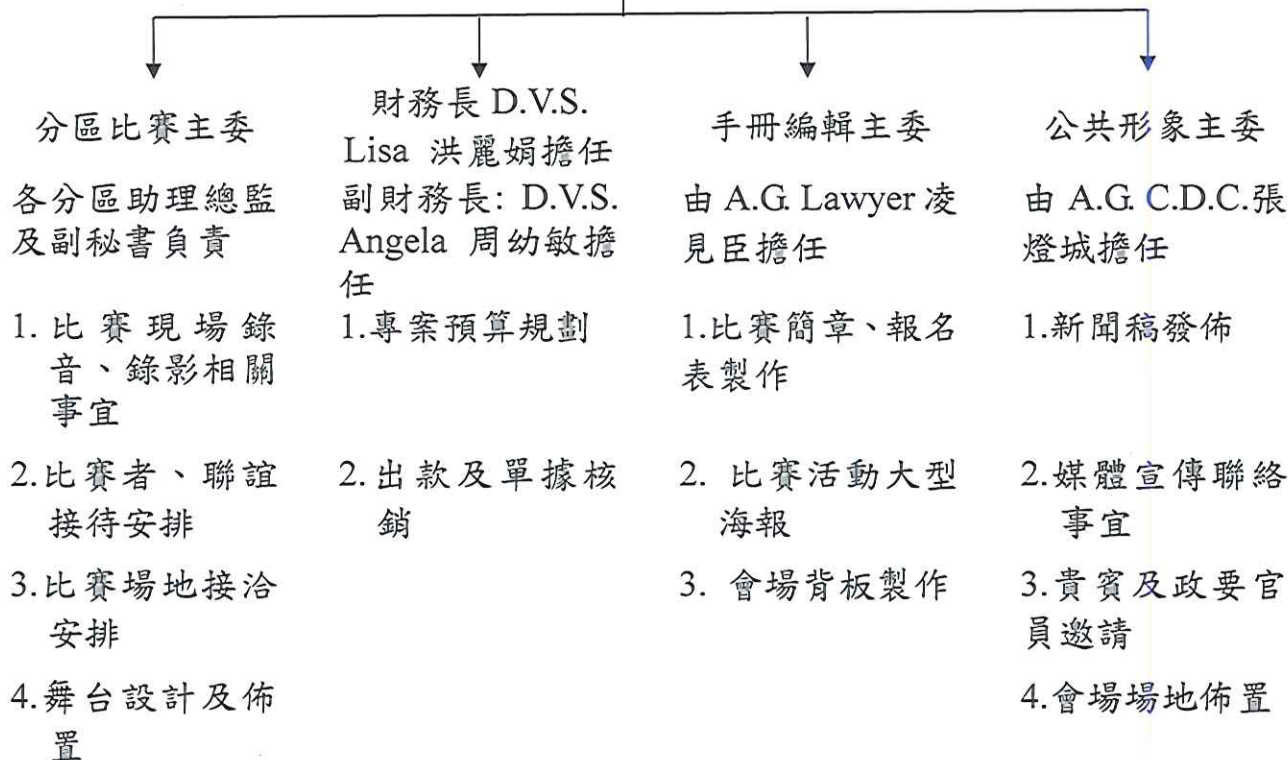 分區比賽主委
各分區助理總監
及副秘書負責
1. 比賽現場錄
音、錄影相關
事宜
2.比賽者、聯誼
接待安排
3.比賽場地接洽
安排
4.舞台設計及佈
置
財務長 D.V.S.
Lisa 洪麗娟擔任
副財務長: D.V.S.
Angela 周幼敏擔
任
1.專案預算規劃
2.出款及單據核
銷
手冊編輯主委
由 A.G. Lawyer 凌
見臣擔任
1.比賽簡章、報名
表製作
2. 比賽活動大型
海報
3. 會場背板製作
公共形象主委
由 A.G. C.D.C.張
燈城擔任
1.新聞稿發佈
2.媒體宣傳聯絡
事宜
3.貴賓及政要官
員邀請
4.會場場地佈置